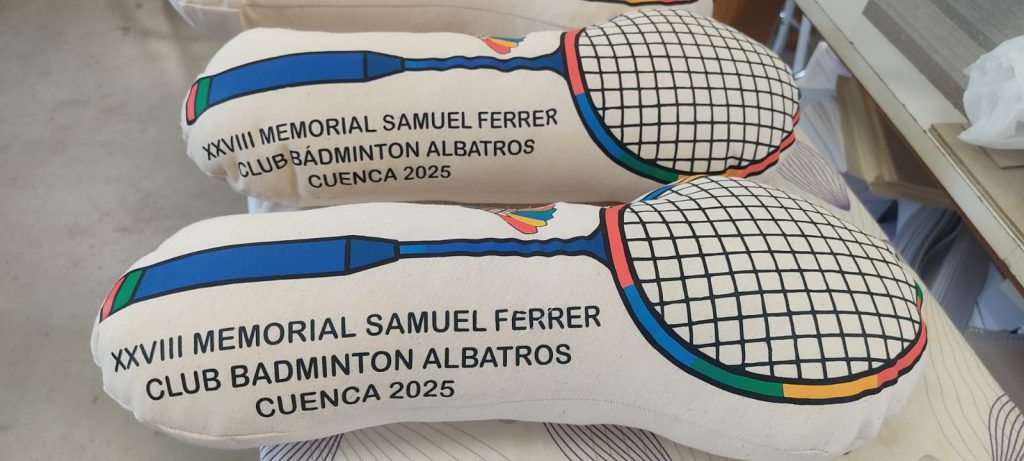 XXVIII MEMORIAL SAMUEL FERRER
CLUB BÁDMINTON ALBATROS
CUENCA 2025
XXVIII MEMORIAL SAMUEL FERRER
CLUB BADMINTON ALBATROS
CUENCA 2025